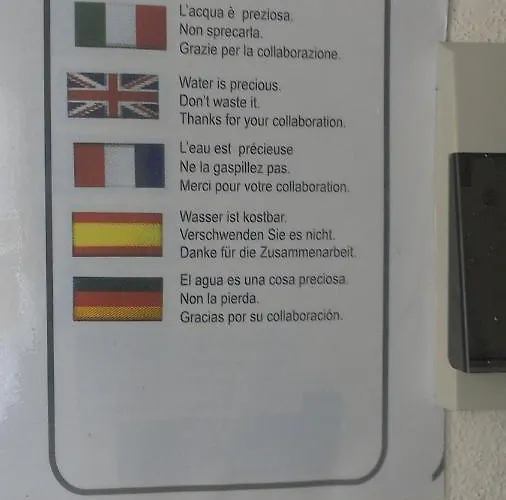 L'acqua è preziosa.
Non sprecarla.
Grazie per la collaborazione.
Water is precious.
Don't waste it.
Thanks for your collaboration.
L'eau est précieuse
Ne la gaspillez pas.
Merci pour votre collaboration.
Wasser ist kostbar.
Verschwenden Sie es nicht.
Danke für die Zusammenarbeit.
El agua es una cosa preciosa.
Non la pierda.
Gracias por su collaboración.